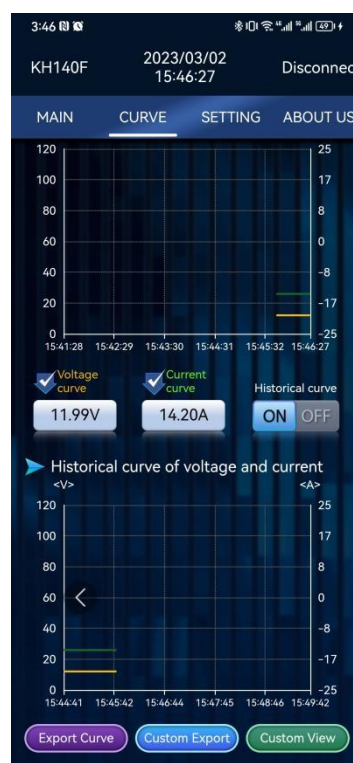 3:46 49
KH140F 2023/03/02 15:46:27 Disconnec
MAIN CURVE SETTING ABOUT US
120 25
100 17
80 8
60 0
40 -8
20 -17
0 -25
15:41:28 15:42:29 15:43:30 15:44:31 15:45:32 15:46:27
Voltage curve Current curve Historical curve
11.99V 14.20A ON OFF
Historical curve of voltage and current
<V> <A>
120 25
100 17
80 8
60 0
40 -8
20 -17
0 -25
15:44:41 15:45:42 15:46:44 15:47:45 15:48:46 15:49:42
Export Curve Custom Export Custom View